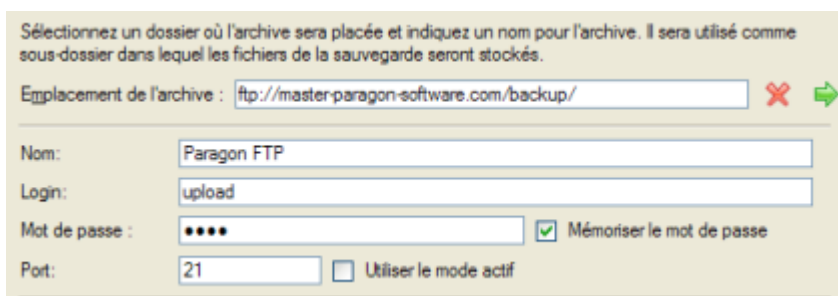 Sélectionnez un dossier où l'archive sera placée et indiquez un nom pour l'archive. Il sera utilisé comme
sous-dossier dans lequel les fichiers de la sauvegarde seront stockés.
Emplacement de l'archive : ftp://master-paragon-software.com/backup/
Nom: Paragon FTP
Login: upload
Mot de passe : •••• Mémoriser le mot de passe
Port: 21 Utiliser le mode actif